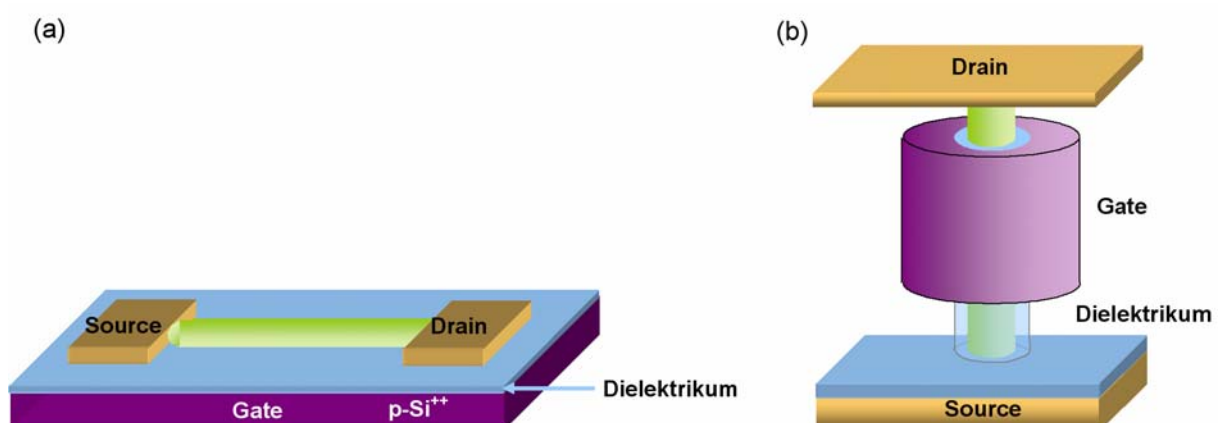 (a)
Source
Drain
Dielektrikum
Gate p-Si++
(b)
Drain
Gate
Dielektrikum
Source